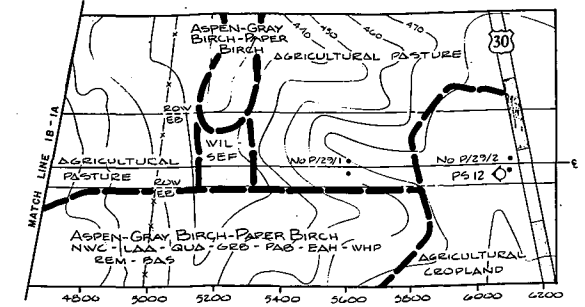 ASPEN-GRAY
BIRCH-PAPER
BIRCH
440
450
460
470
AGRICULTURAL PASTURE
30
MATCH LINE 1B-1A
ROW
EB
WIL
SEF
AGRICULTURAL
PASTURE
ROW
EB
No P/29/1
No P/29/2
PS 12
ASPEN-GRAY BIRCH-PAPER BIRCH
NWC-LAA-QUA-GRB-PAB-EAH-WHP
REM-BAS
AGRICULTURAL
CROPLAND
4800 5000 5200 5400 5600 5800 6000 6200